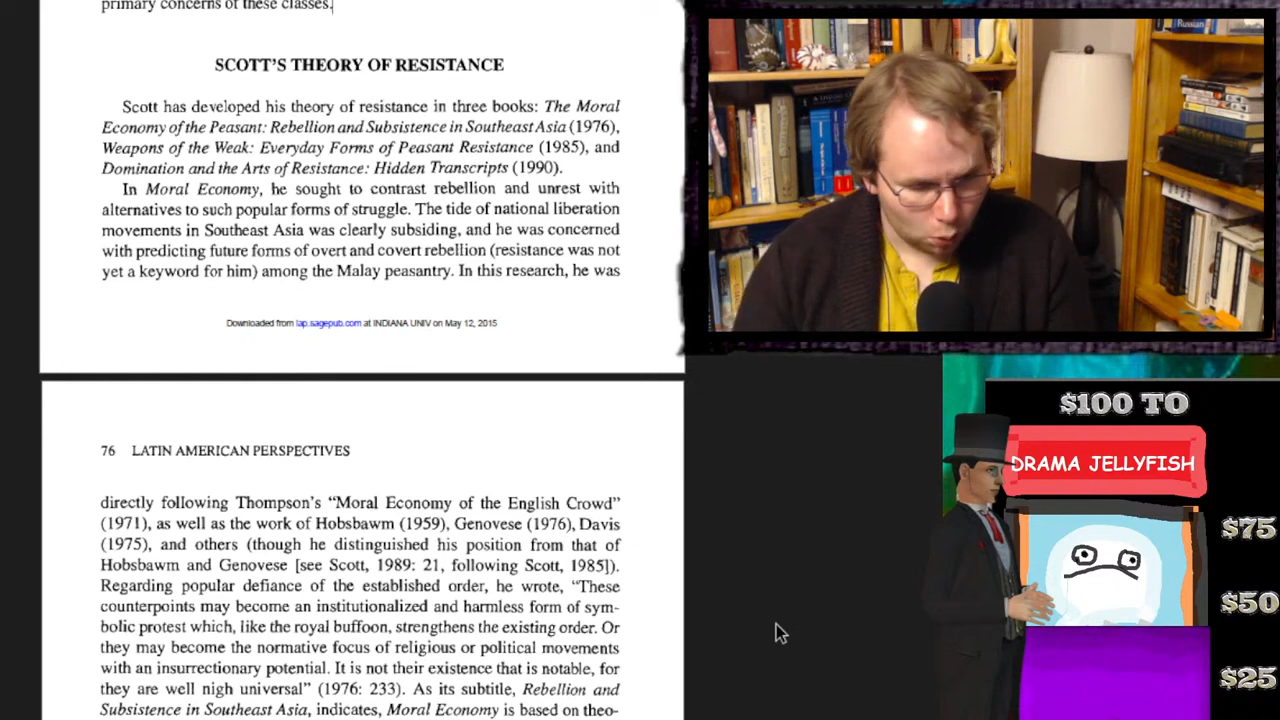 primary concerns of these classes.
SCOTT'S THEORY OF RESISTANCE
Scott has developed his theory of resistance in three books: The Moral
Economy of the Peasant: Rebellion and Subsistence in Southeast Asia (1976),
Weapons of the Weak: Everyday Forms of Peasant Resistance (1985), and
Domination and the Arts of Resistance: Hidden Transcripts (1990).
In Moral Economy, he sought to contrast rebellion and unrest with
alternatives to such popular forms of struggle. The tide of national liberation
movements in Southeast Asia was clearly subsiding, and he was concerned
with predicting future forms of overt and covert rebellion (resistance was not
yet a keyword for him) among the Malay peasantry. In this research, he was
Downloaded from lap.sagepub.com at INDIANA UNIV on May 12, 2015
76 LATIN AMERICAN PERSPECTIVES
directly following Thompson's "Moral Economy of the English Crowd"
(1971), as well as the work of Hobsbawm (1959), Genovese (1976), Davis
(1975), and others (though he distinguished his position from that of
Hobsbawm and Genovese [see Scott, 1989: 21, following Scott, 1985]).
Regarding popular defiance of the established order, he wrote, "These
counterpoints may become an institutionalized and harmless form of sym-
bolic protest which, like the royal buffoon, strengthens the existing order. Or
they may become the normative focus of religious or political movements
with an insurrectionary potential. It is not their existence that is notable, for
they are well nigh universal" (1976: 233). As its subtitle, Rebellion and
Subsistence in Southeast Asia, indicates, Moral Economy is based on theo-
Russian
$100 TO
DRAMA JELLYFISH
$75
$50
$25